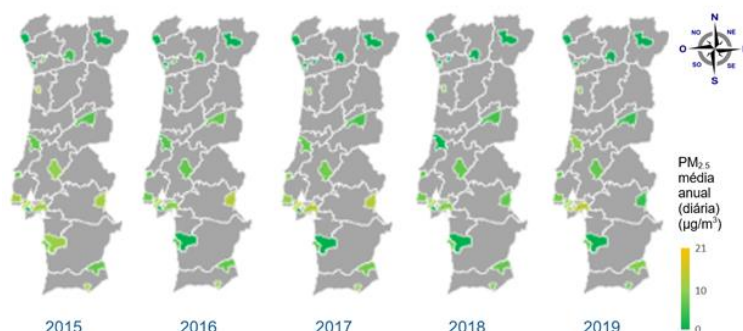 N
NO NE
O E
SO SE
S
PM2.5
média
anual
(diária)
(µg/m³)
21
10
0
2015 2016 2017 2018 2019